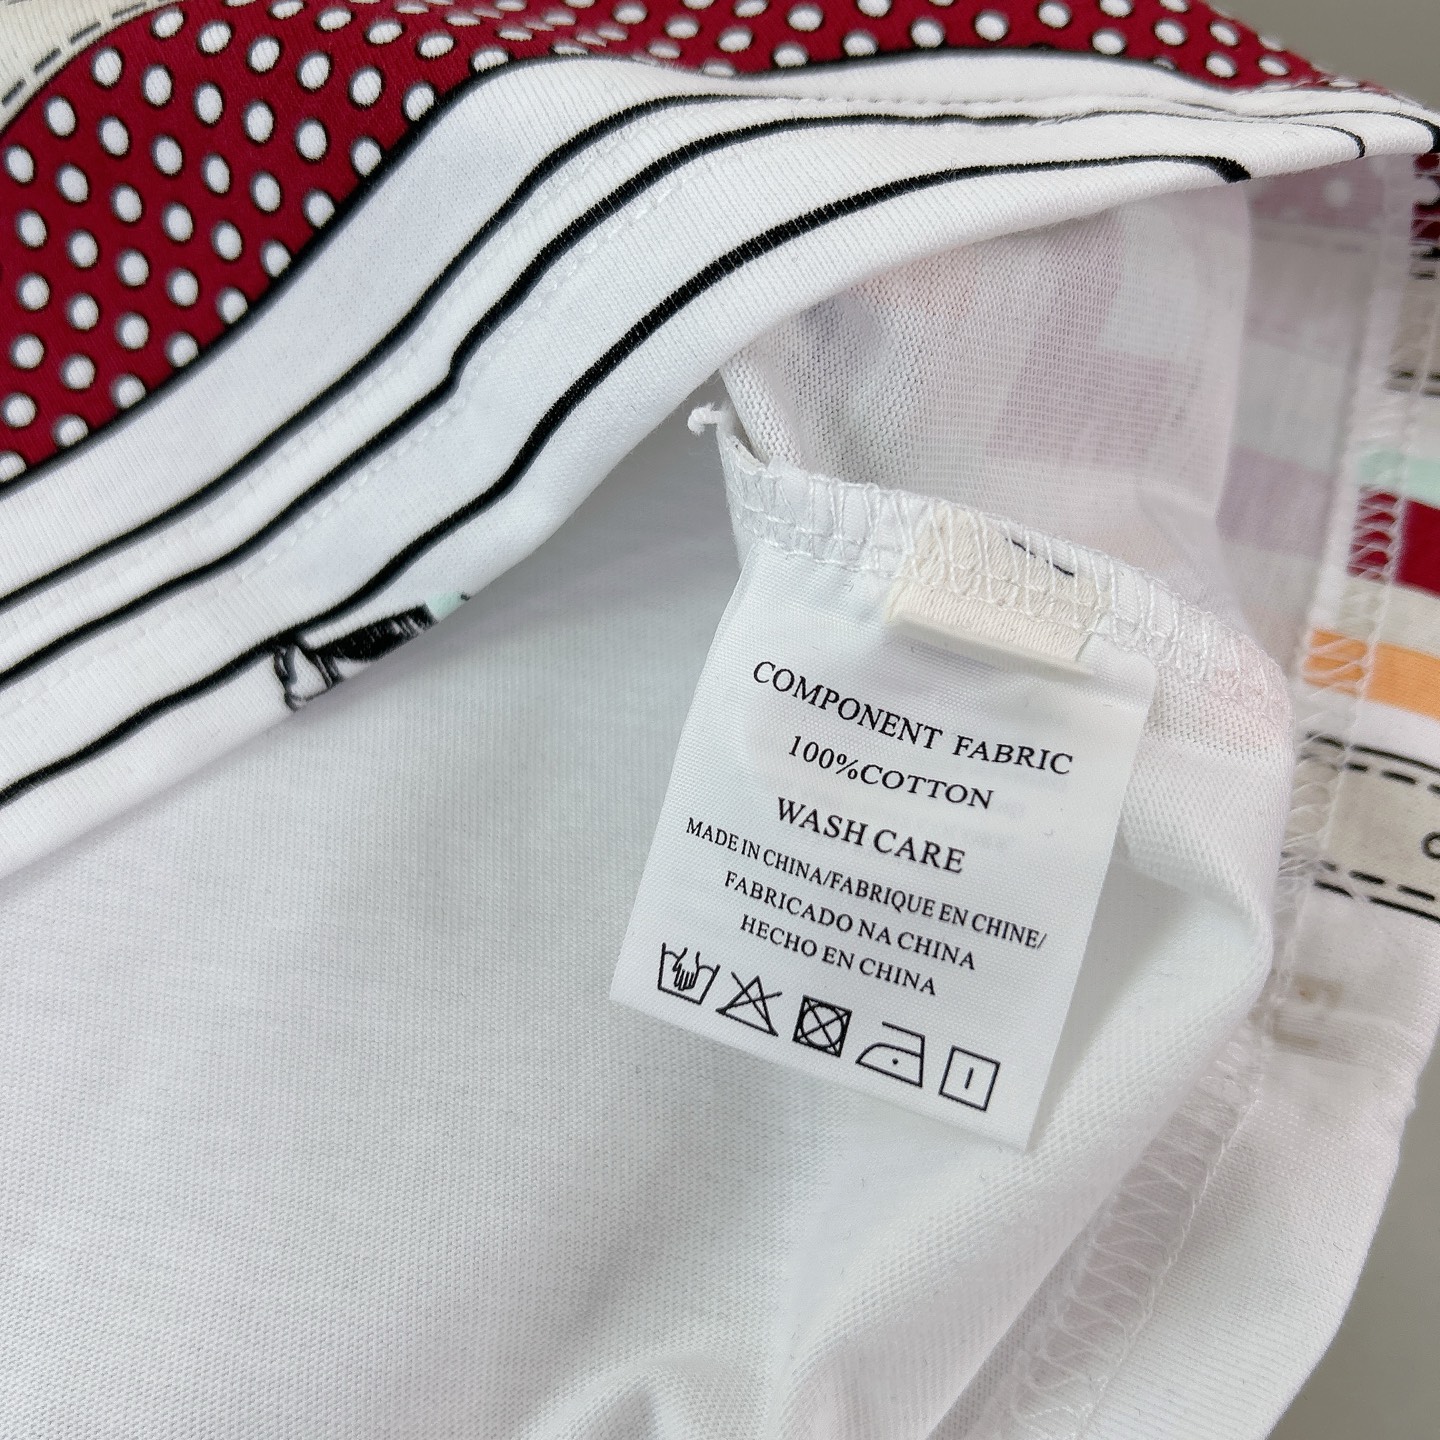 COMPONENT FABRIC
100%COTTON
WASH CARE
MADE IN CHINA/FABRIQUE EN CHINE/
FABRICADO NA CHINA
HECHO EN CHINA